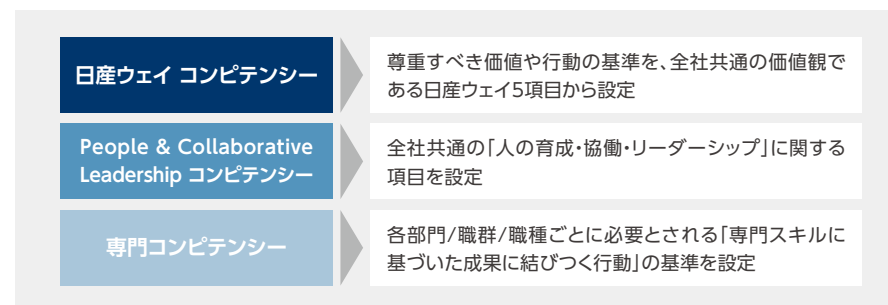 日産ウェイ コンピテンシー
尊重すべき価値や行動の基準を、全社共通の価値観で
ある日産ウェイ5項目から設定
People & Collaborative
Leadership コンピテンシー
全社共通の「人の育成・協働・リーダーシップ」に関する
項目を設定
専門コンピテンシー
各部門/職群/職種ごとに必要とされる「専門スキルに
基づいた成果に結びつく行動」の基準を設定